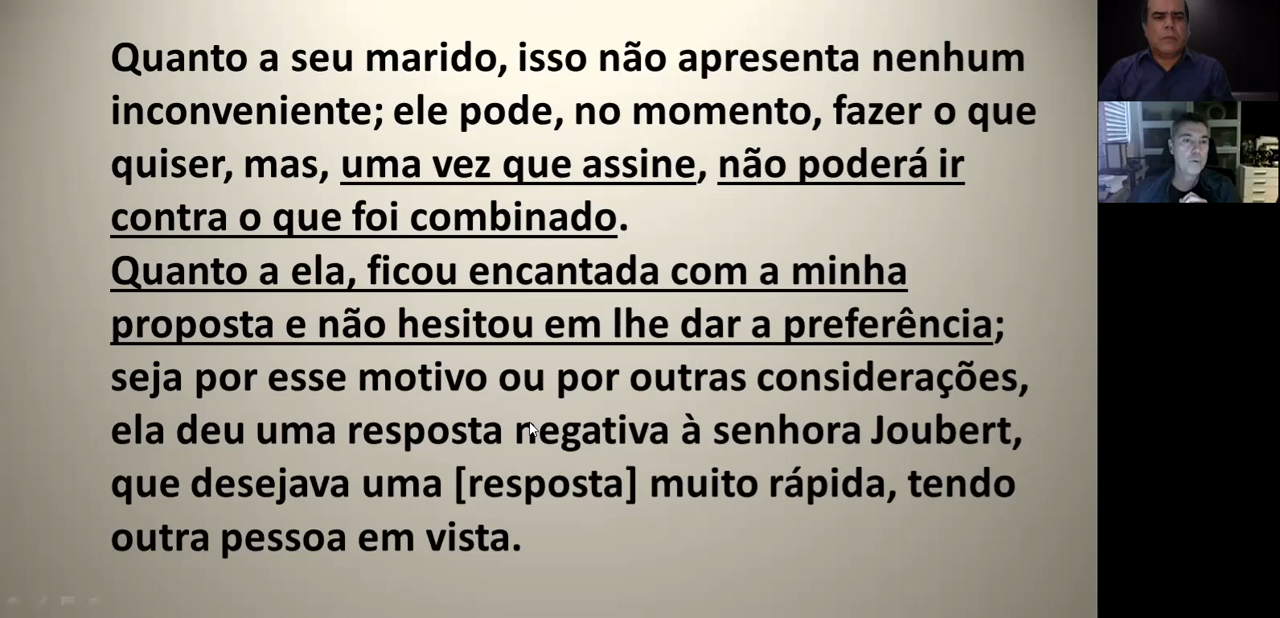 Quanto a seu marido, isso não apresenta nenhum
inconveniente; ele pode, no momento, fazer o que
quiser, mas, uma vez que assine, não poderá ir
contra o que foi combinado.
Quanto a ela, ficou encantada com a minha
proposta e não hesitou em lhe dar a preferência;
seja por esse motivo ou por outras considerações,
ela deu uma resposta negativa à senhora Joubert,
que desejava uma [resposta] muito rápida, tendo
outra pessoa em vista.